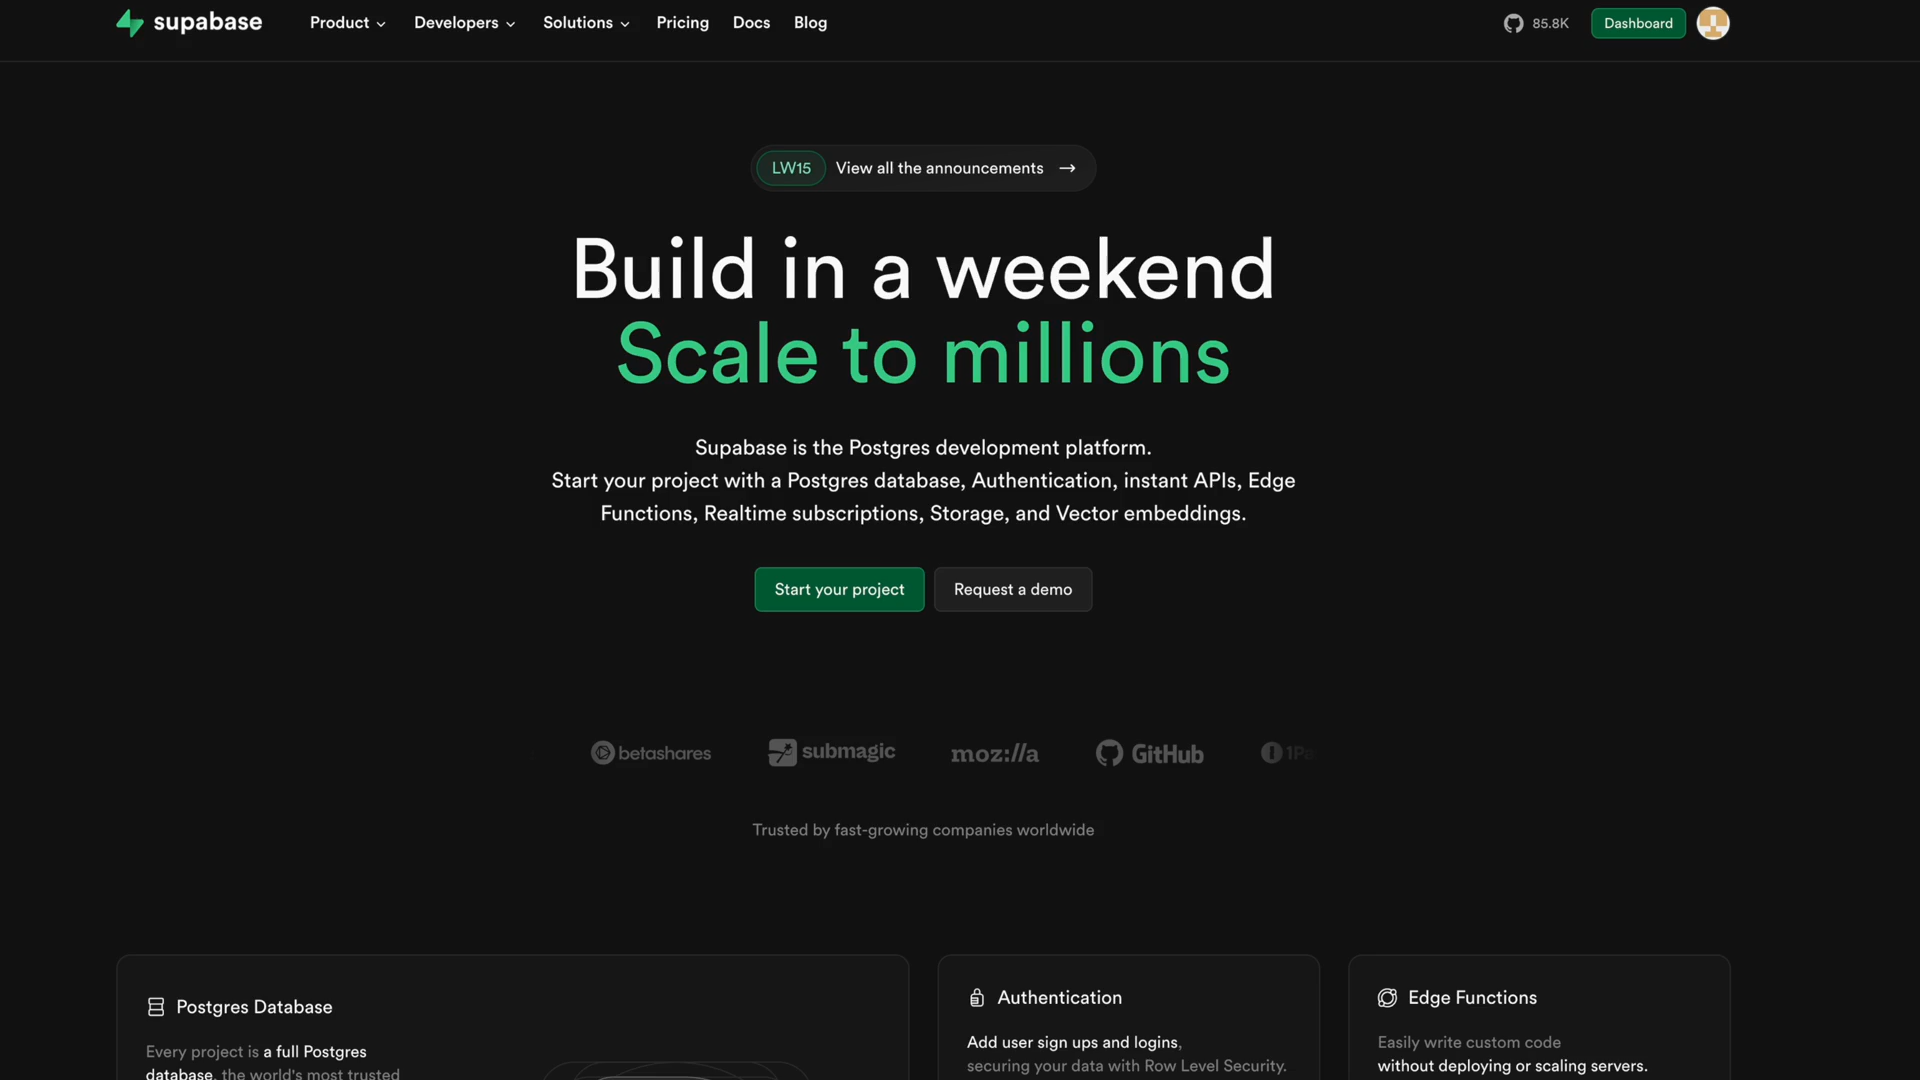 supabase
Product
Developers
Solutions
Pricing
Docs
Blog
85.8K
Dashboard
LW15 View all the announcements →
Build in a weekend
Scale to millions
Supabase is the Postgres development platform.
Start your project with a Postgres database, Authentication, instant APIs, Edge
Functions, Realtime subscriptions, Storage, and Vector embeddings.
Start your project
Request a demo
betashares
submagic
moz://a
GitHub
1Pa
Trusted by fast-growing companies worldwide
Postgres Database
Every project is a full Postgres
database, the world's most trusted
Authentication
Add user sign ups and logins,
securing your data with Row Level Security.
Edge Functions
Easily write custom code
without deploying or scaling servers.